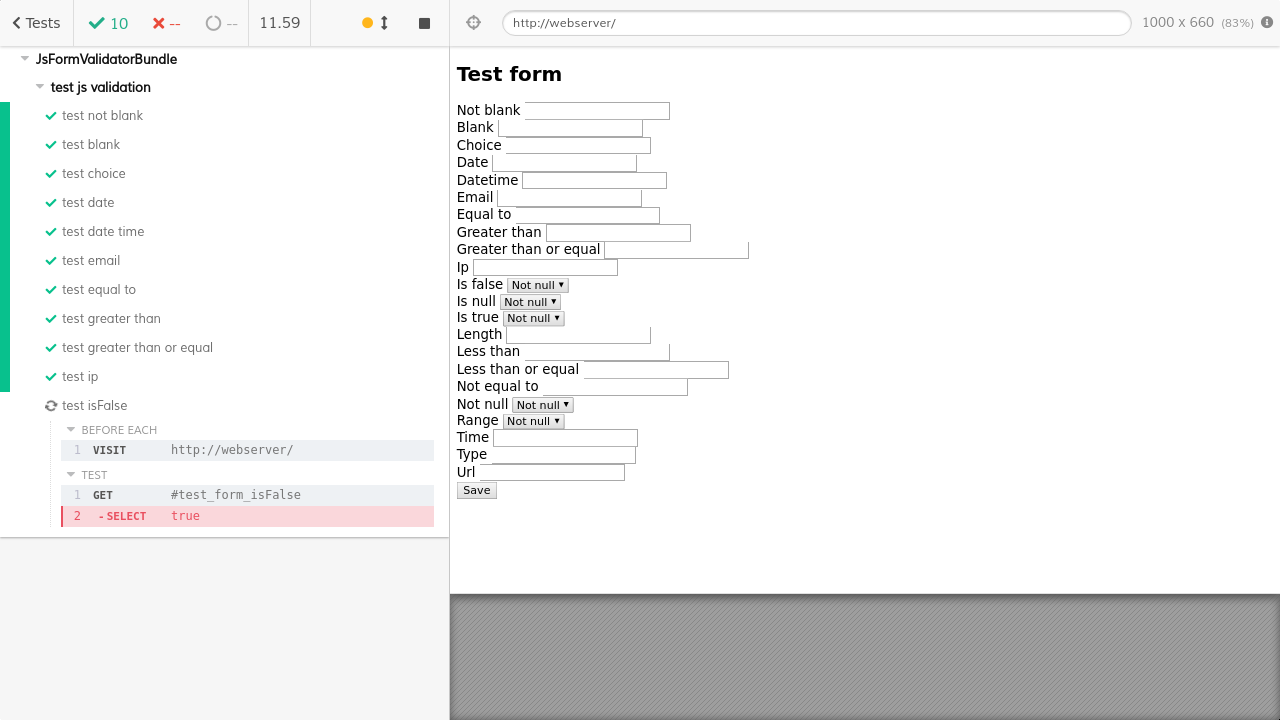 Tests 10 -- -- 11.59
JsFormValidatorBundle
test js validation
test not blank
test blank
test choice
test date
test date time
test email
test equal to
test greater than
test greater than or equal
test ip
test isFalse
BEFORE EACH
1 VISIT http://webserver/
TEST
1 GET #test_form_isFalse
2 - SELECT true
http://webserver/ 1000 x 660 (83%)
Test form
Not blank
Blank
Choice
Date
Datetime
Email
Equal to
Greater than
Greater than or equal
Ip
Is false Not null
Is null Not null
Is true Not null
Length
Less than
Less than or equal
Not equal to
Not null Not null
Range Not null
Time
Type
Url
Save